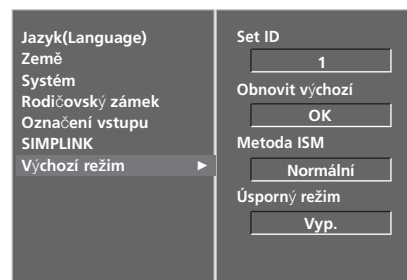 Jazyk(Language)
Země
Systém
Rodičovský zámek
Označení vstupu
SIMPLINK
Výchozí režim ►
Set ID
1
Obnovit výchozí
OK
Metoda ISM
Normální
Úsporný režim
Vyp.